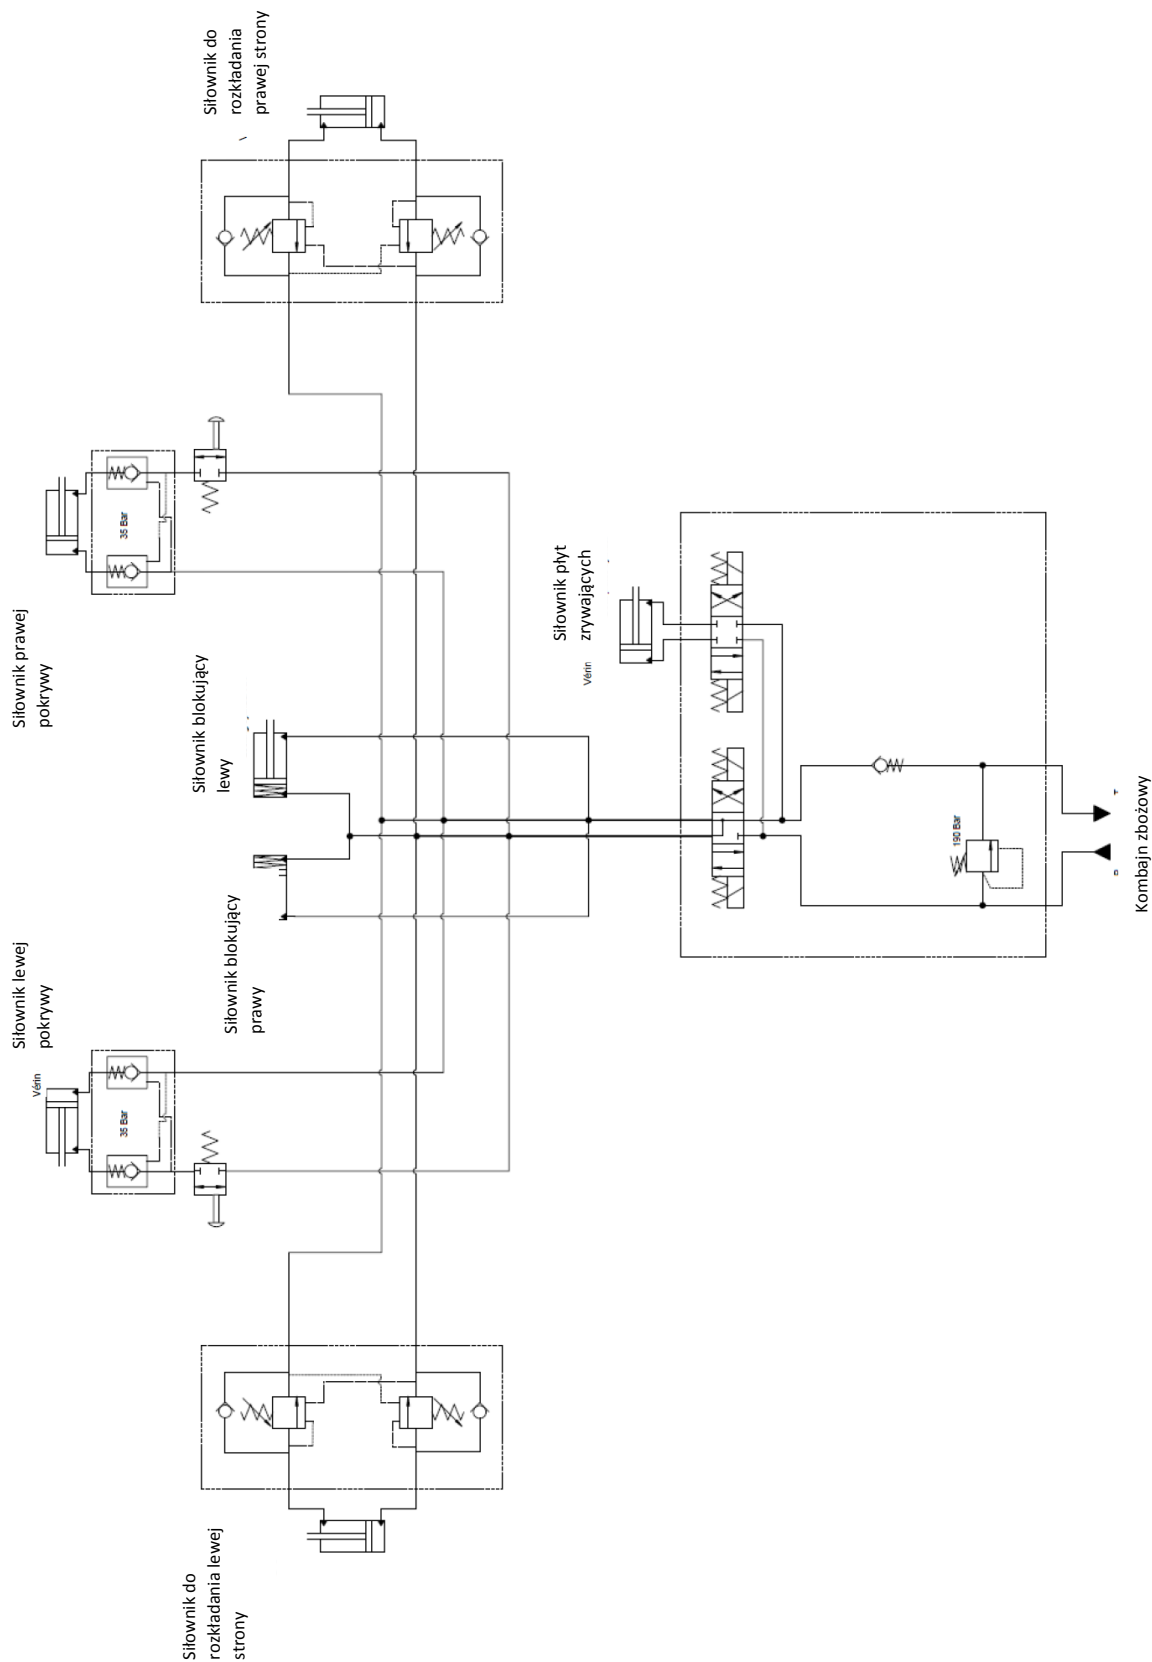 Siłownik do
rozkładania
prawej strony
Siłownik prawej
pokrywy
35 Bar
Siłownik płyt
zrywających
Vérin
Siłownik blokujący
lewy
Siłownik blokujący
prawy
190 Bar
Kombajn zbożowy
Siłownik lewej
pokrywy
Vérin
35 Bar
Siłownik do
rozkładania lewej
strony